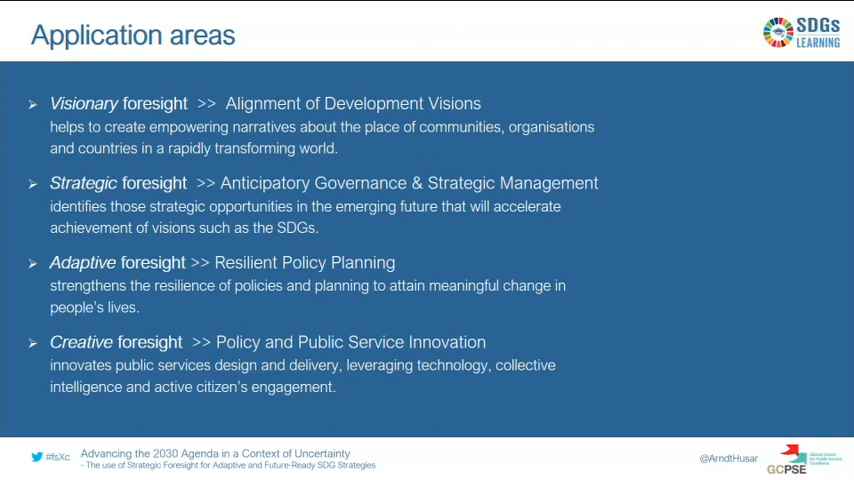 Application areas
SDGs
LEARNING
➢ Visionary foresight >> Alignment of Development Visions
helps to create empowering narratives about the place of communities, organisations
and countries in a rapidly transforming world.
➢ Strategic foresight >> Anticipatory Governance & Strategic Management
identifies those strategic opportunities in the emerging future that will accelerate
achievement of visions such as the SDGs.
➢ Adaptive foresight >> Resilient Policy Planning
strengthens the resilience of policies and planning to attain meaningful change in
people's lives.
➢ Creative foresight >> Policy and Public Service Innovation
innovates public services design and delivery, leveraging technology, collective
intelligence and active citizen's engagement.
#fsXc
Advancing the 2030 Agenda in a Context of Uncertainty
- The use of Strategic Foresight for Adaptive and Future-Ready SDG Strategies
@ArndtHusar
GCPSE
Global Centre
for Public Service
Excellence